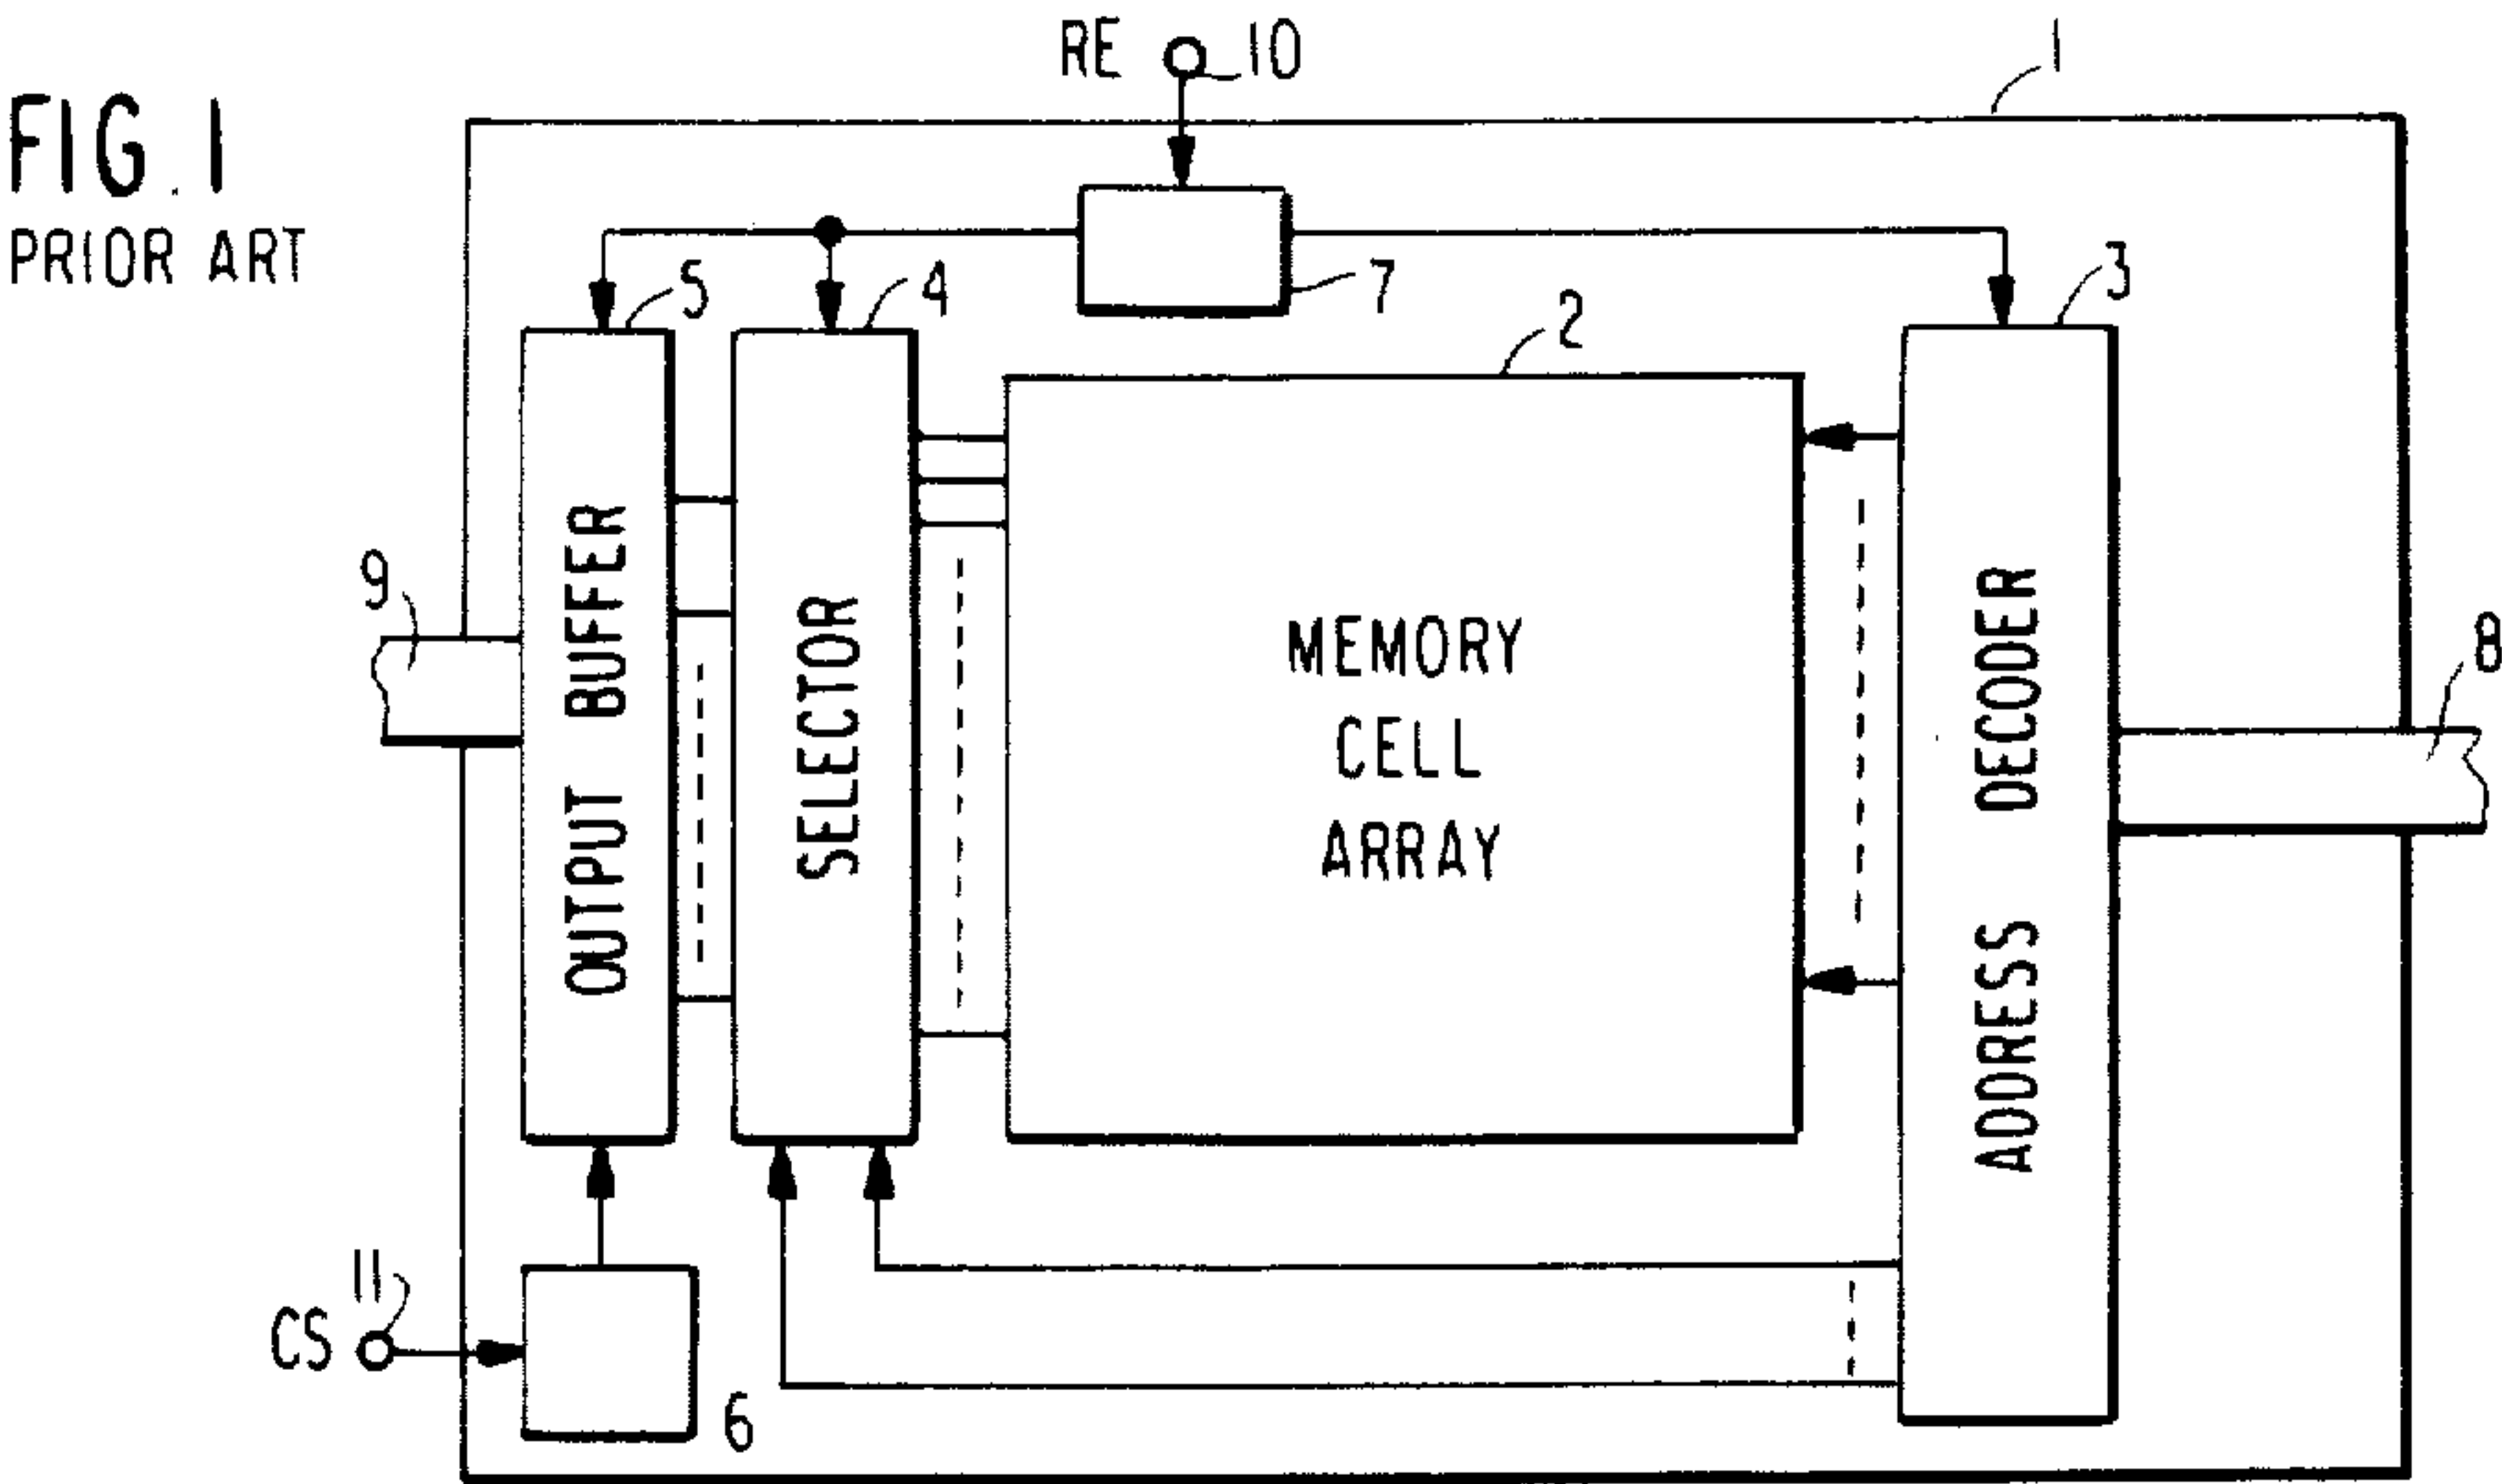 FIG. 1
PRIOR ART
RE
10
1
5
4
7
2
3
9
8
OUTPUT BUFFER
SELECTOR
MEMORY
CELL
ARRAY
ADDRESS DECODER
11
CS
6